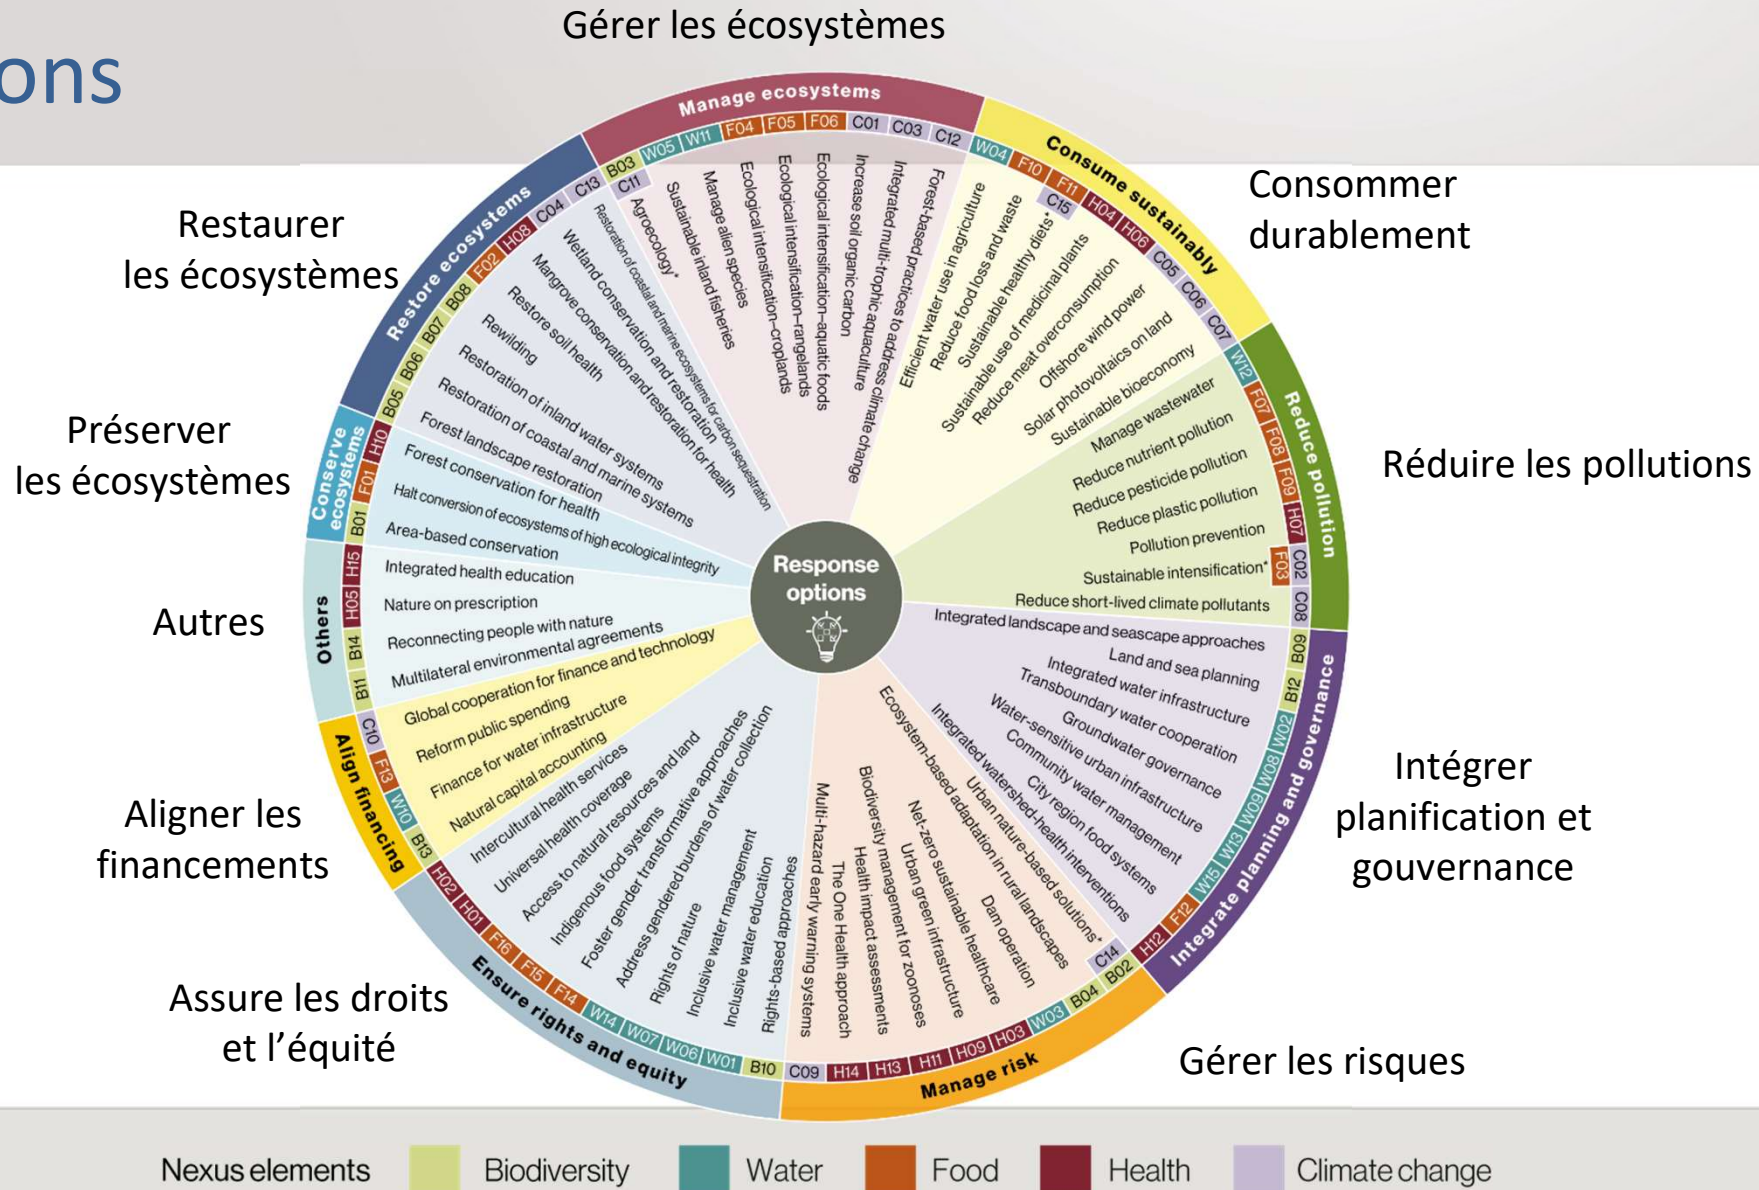 ons
Gérer les écosystèmes
Consommer
durablement
Réduire les pollutions
Intégrer
planification et
gouvernance
Gérer les risques
Assure les droits
et l’équité
Aligner les
financements
Autres
Préserver
les écosystèmes
Restaurer
les écosystèmes
Response
options
Manage ecosystems
B03 C11 Agroecology*
W05 Sustainable inland fisheries
W11 Manage alien species
F04 Ecological intensification–croplands
F05 Ecological intensification–rangelands
F06 Ecological intensification–aquatic foods
C01 Increase soil organic carbon
C03 Integrated multi-trophic aquaculture
C12 Forest-based practices to address climate change
Consume sustainably
W04 Efficient water use in agriculture
F10 Reduce food loss and waste
F11 C15 Sustainable healthy diets*
H04 Sustainable use of medicinal plants
H06 Reduce meat overconsumption
C05 Offshore wind power
C06 Solar photovoltaics on land
C07 Sustainable bioeconomy
Reduce pollution
W12 Manage wastewater
F07 Reduce nutrient pollution
F08 Reduce pesticide pollution
F09 Reduce plastic pollution
H07 Pollution prevention
C02 F03 Sustainable intensification*
C08 Reduce short-lived climate pollutants
Integrate planning and governance
B09 Integrated landscape and seascape approaches
B12 Land and sea planning
W02 Integrated water infrastructure
W08 Transboundary water cooperation
W09 Groundwater governance
W13 Water-sensitive urban infrastructure
W15 Community water management
F12 City region food systems
H12 Integrated watershed-health interventions
Manage risk
B02 C14 Urban nature-based solutions*
B04 Ecosystem-based adaptation in rural landscapes
W03 Dam operation
H03 Net-zero sustainable healthcare
H09 Urban green infrastructure
H11 Biodiversity management for zoonoses
H13 Health impact assessments
H14 The One Health approach
C09 Multi-hazard early warning systems
Ensure rights and equity
B10 Rights-based approaches
W01 Inclusive water education
W06 Inclusive water management
W07 Rights of nature
W14 Address gendered burdens of water collection
F14 Foster gender transformative approaches
F15 Indigenous food systems
F16 Access to natural resources and land
H01 Universal health coverage
H02 Intercultural health services
Align financing
B13 Natural capital accounting
W10 Finance for water infrastructure
F13 Reform public spending
C10 Global cooperation for finance and technology
Others
B11 Multilateral environmental agreements
B14 Reconnecting people with nature
H05 Nature on prescription
H15 Integrated health education
Conserve
ecosystems
B01 Area-based conservation
F01 Halt conversion of ecosystems of high ecological integrity
H10 Forest conservation for health
Restore ecosystems
B05 Forest landscape restoration
B06 Restoration of coastal and marine systems
B07 Restoration of inland water systems
B08 Rewilding
F02 Restore soil health
H08 Mangrove conservation and restoration for health
C04 Wetland conservation and restoration
C13 Restoration of coastal and marine ecosystems for carbon sequestration
Nexus elements Biodiversity Water Food Health Climate change